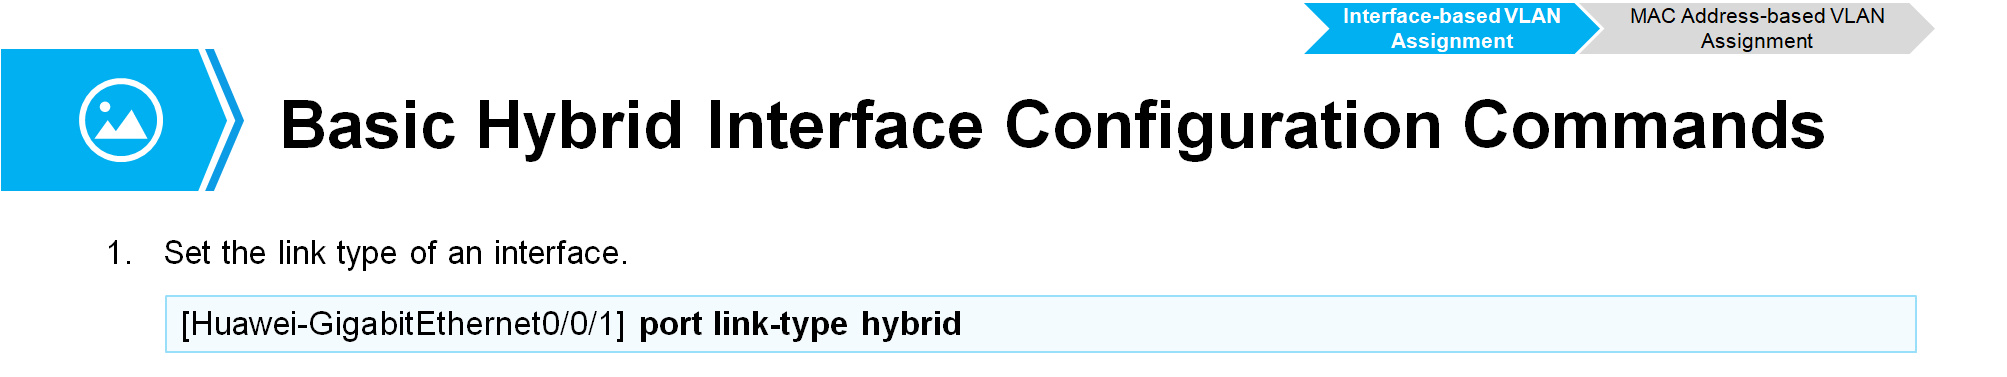 Interface-based VLAN
Assignment
MAC Address-based VLAN
Assignment
Basic Hybrid Interface Configuration Commands
1. Set the link type of an interface.
[Huawei-GigabitEthernet0/0/1] port link-type hybrid